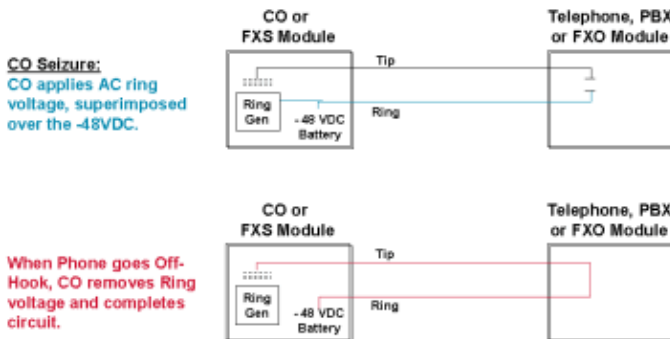 CO or
FXS Module
Telephone, PBX
or FXO Module
CO Seizure:
CO applies AC ring
voltage, superimposed
over the -48VDC.
Tip
Ring
Gen
-48 VDC
Battery
Ring
CO or
FXS Module
Telephone, PBX
or FXO Module
When Phone goes Off-
Hook, CO removes Ring
voltage and completes
circuit.
Tip
Ring
Gen
-48 VDC
Battery
Ring